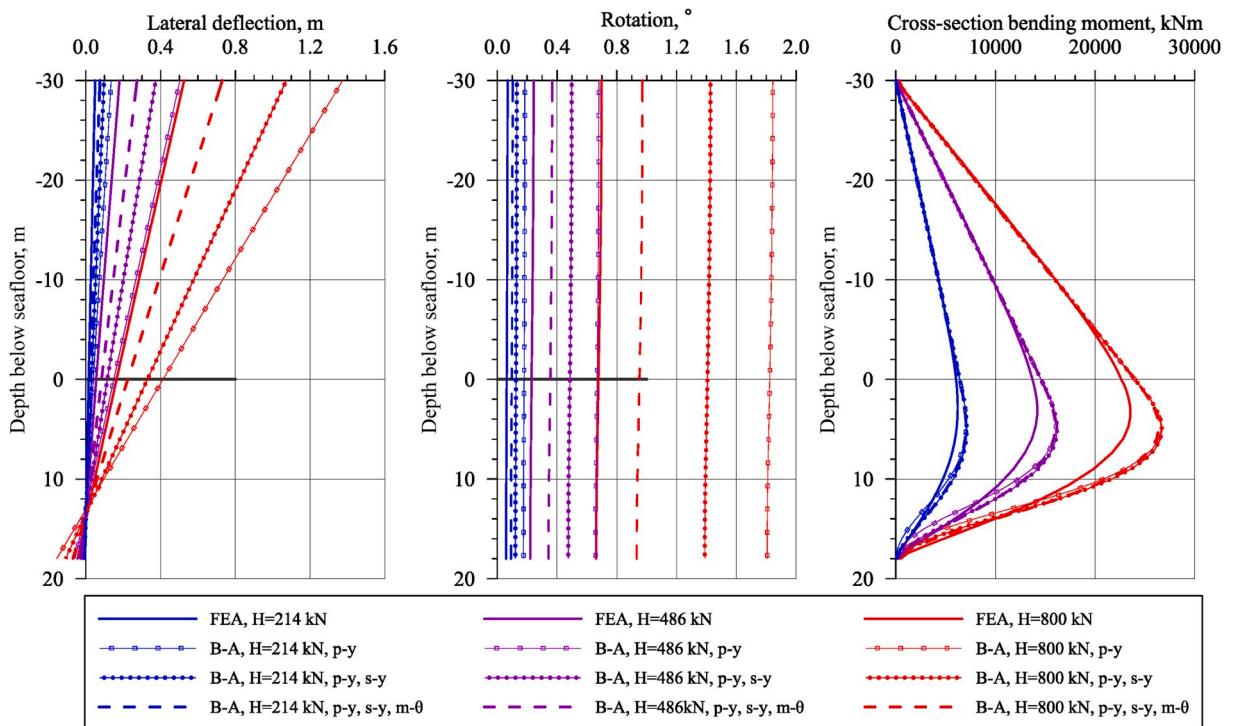 Lateral deflection, m
0.0 0.4 0.8 1.2 1.6
Rotation, °
0.0 0.4 0.8 1.2 1.6 2.0
Cross-section bending moment, kNm
0 10000 20000 30000
Depth below seafloor, m
-30
-20
-10
0
10
20
Depth below seafloor, m
-30
-20
-10
0
10
20
Depth below seafloor, m
-30
-20
-10
0
10
20
FEA, H=214 kN
B-A, H=214 kN, p-y
B-A, H=214 kN, p-y, s-y
B-A, H=214 kN, p-y, s-y, m-θ
FEA, H=486 kN
B-A, H=486 kN, p-y
B-A, H=486 kN, p-y, s-y
B-A, H=486kN, p-y, s-y, m-θ
FEA, H=800 kN
B-A, H=800 kN, p-y
B-A, H=800 kN, p-y, s-y
B-A, H=800 kN, p-y, s-y, m-θ